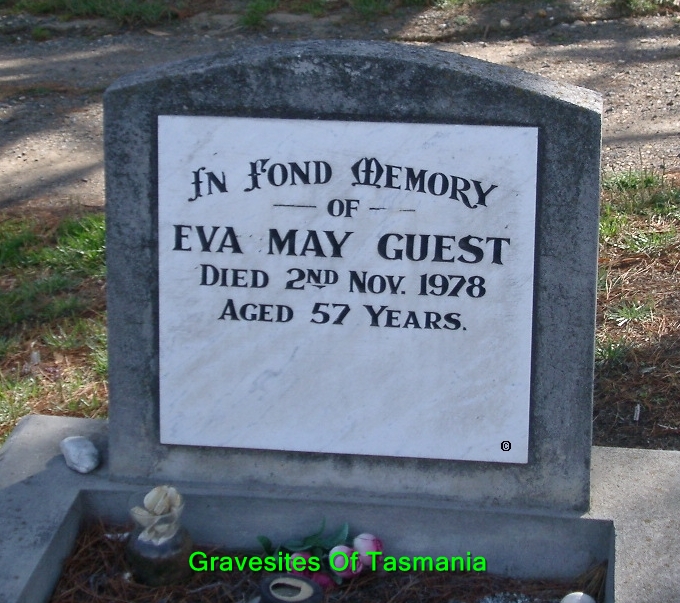 In Fond Memory
of
Eva May Guest
Died 2nd Nov. 1978
Aged 57 Years.
©
Gravesites Of Tasmania